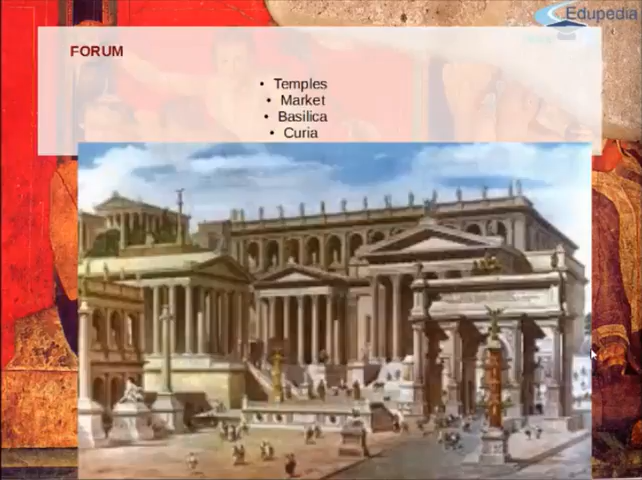 Edupedia
FORUM
• Temples
• Market
• Basilica
• Curia